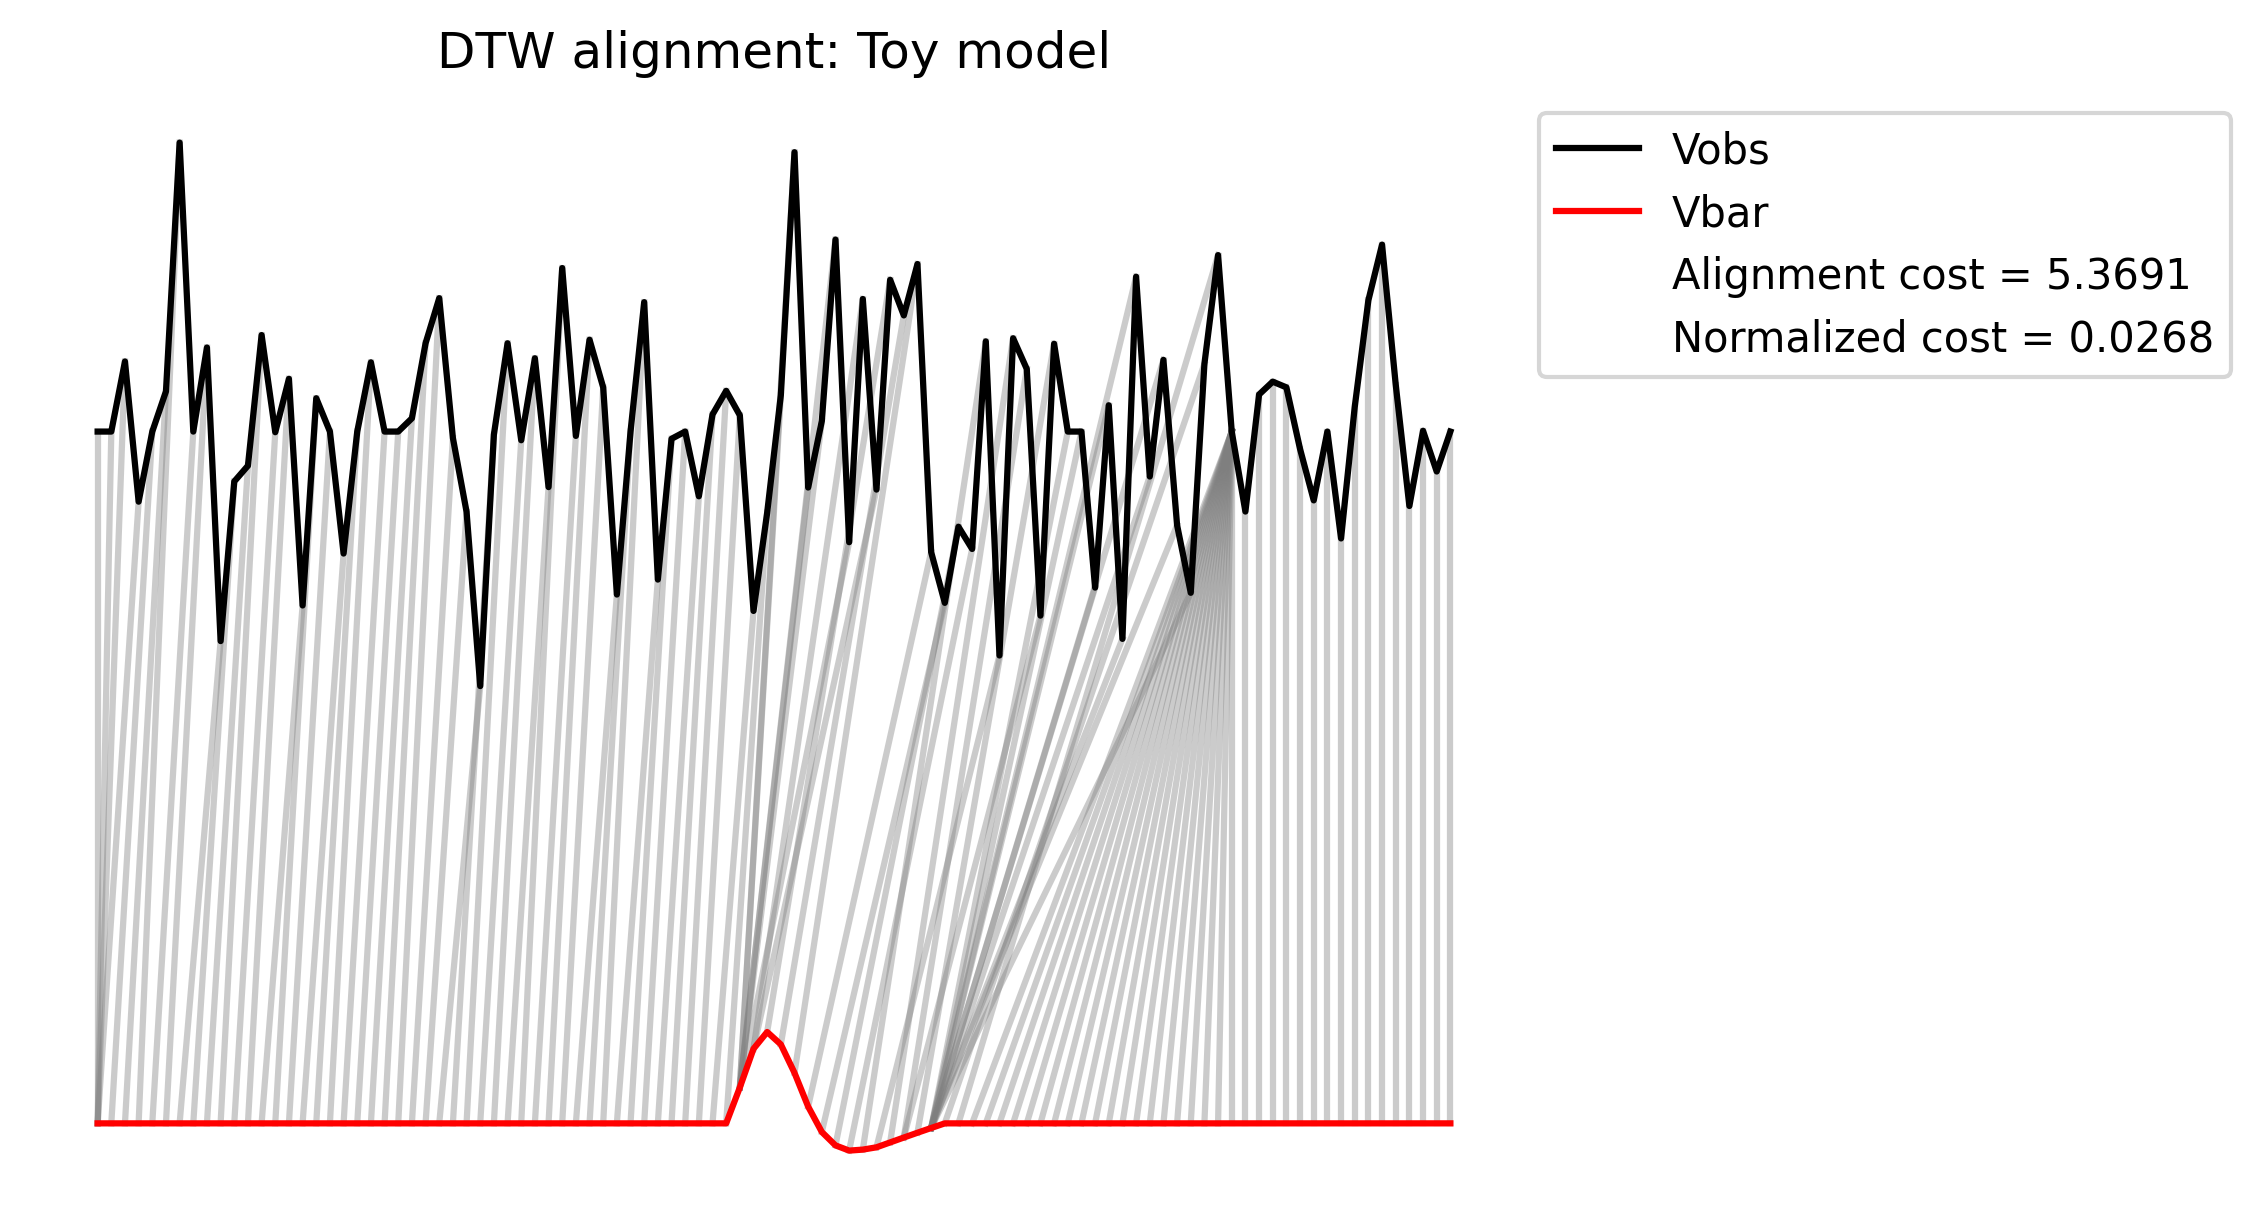 DTW alignment: Toy model
Vobs
Vbar
Alignment cost = 5.3691
Normalized cost = 0.0268